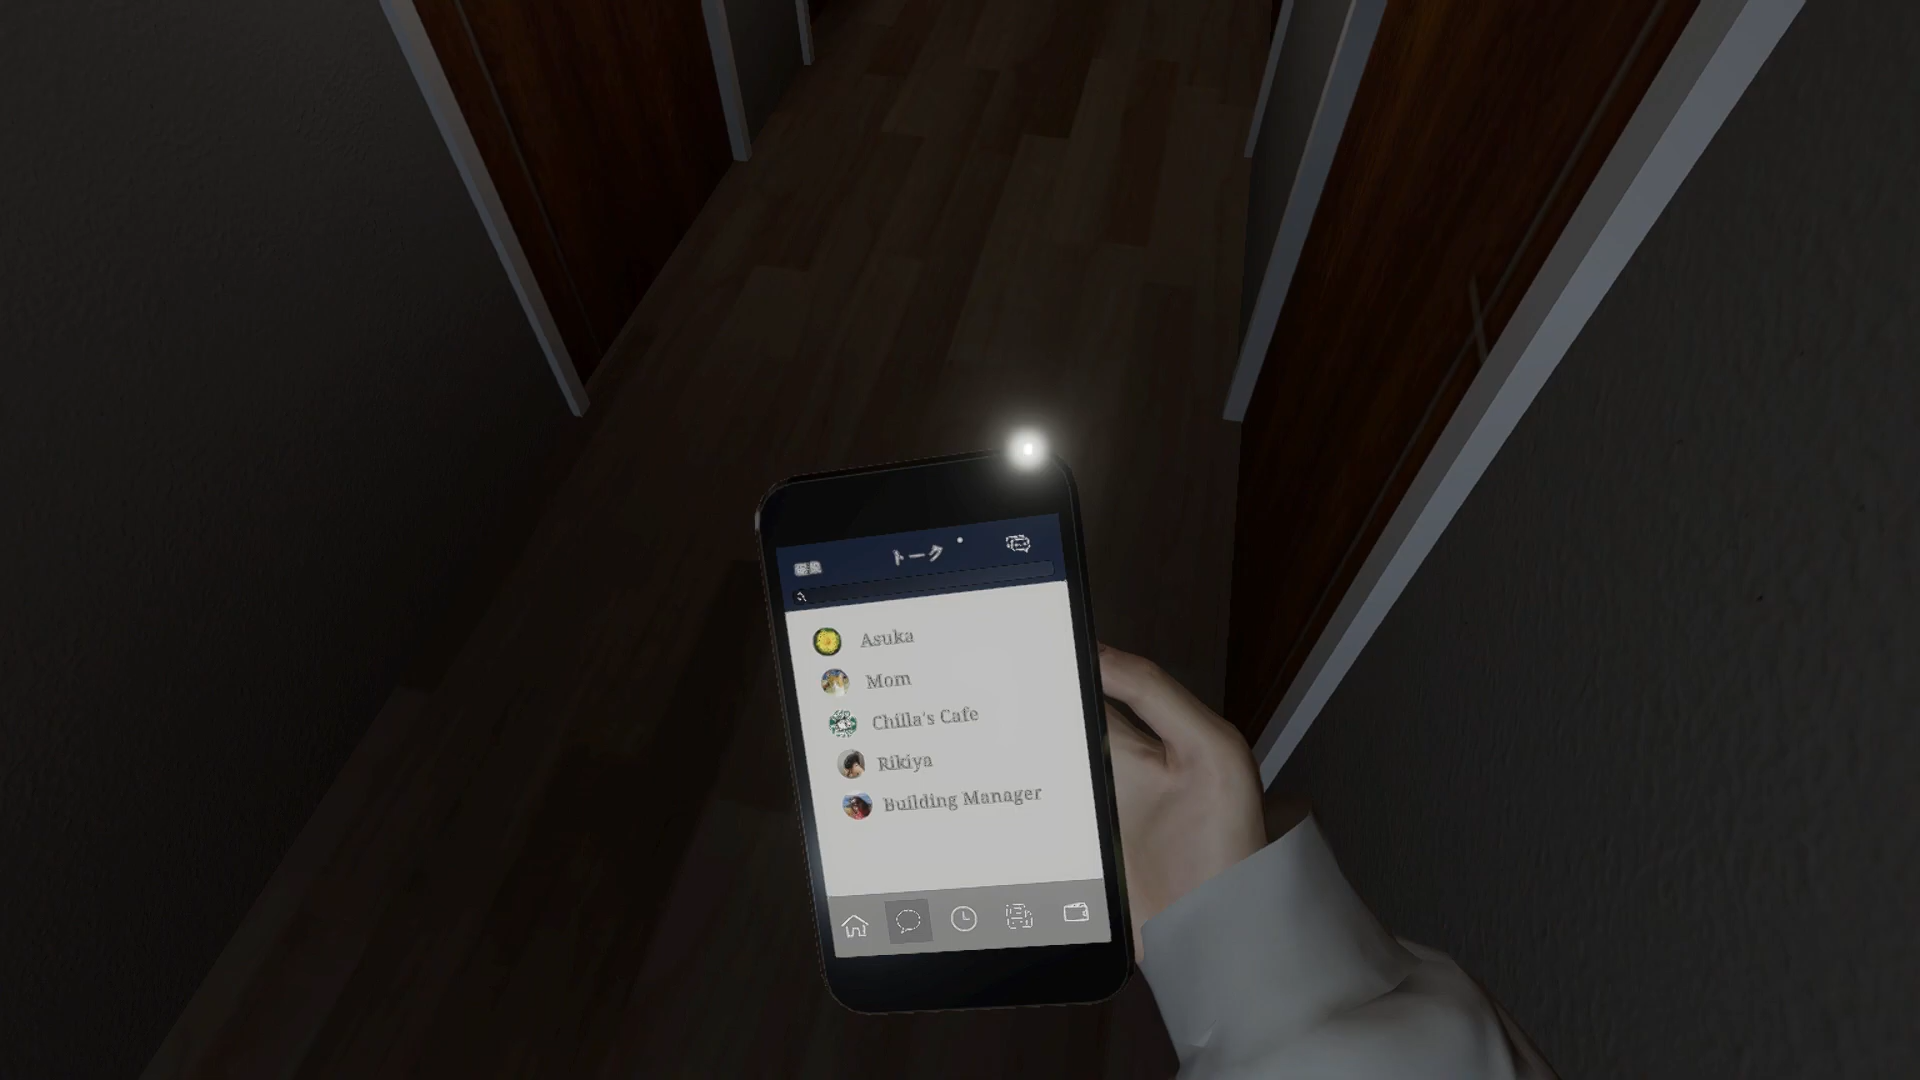 トーク
Asuka
Mom
Chilla's Cafe
Rikiya
Building Manager